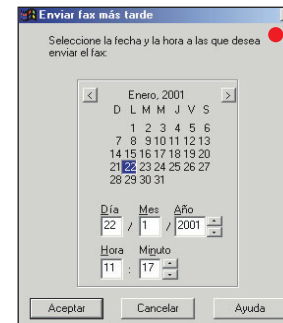 Enviar fax más tarde
Seleccione la fecha y la hora a las que desea
enviar el fax:
< Enero, 2001 >
D L M M J V S
1 2 3 4 5 6
7 8 9 10 11 12 13
14 15 16 17 18 19 20
21 22 23 24 25 26 27
28 29 30 31
Día Mes Año
22 / 1 / 2001
Hora Minuto
11 : 17
Aceptar Cancelar Ayuda